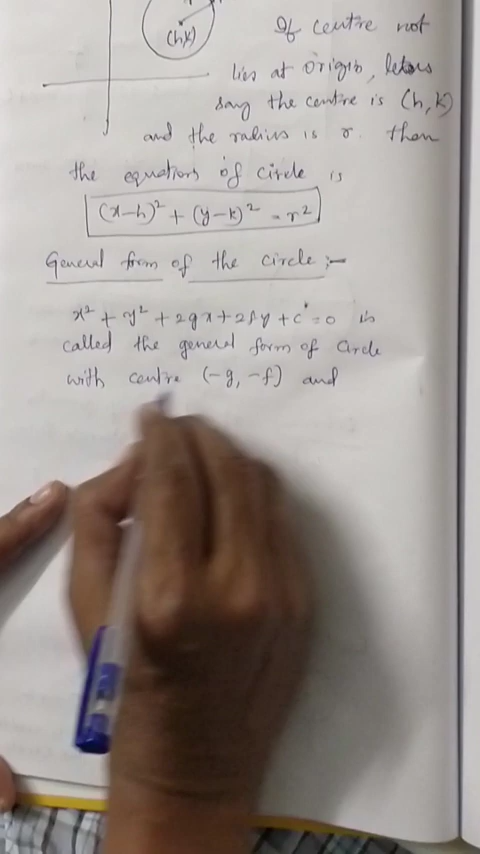 (h,k)
If centre not
lies at origin, let us
say the centre is (h, k)
and the radius is r. then
the equation of circle is
(x-h)² + (y-k)² = r²
General form of the circle :-
x² + y² + 2gx + 2fy + c = 0 is
called the general form of circle
with centre (-g, -f) and